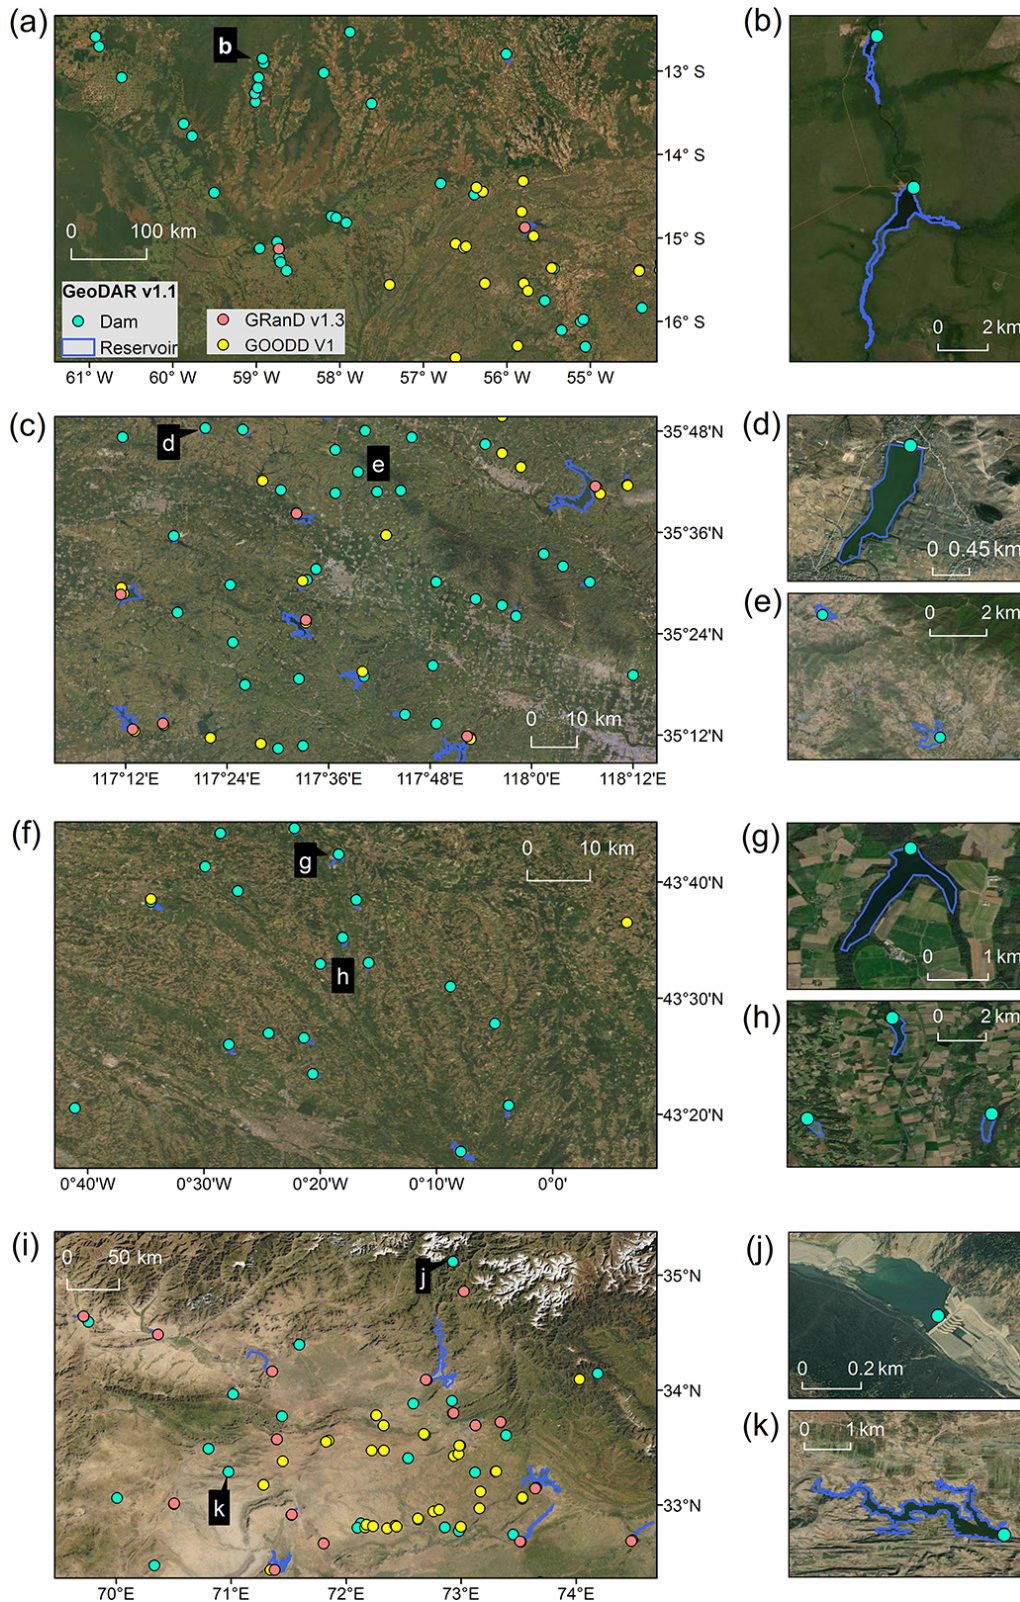 (a)
b
13° S
14° S
15° S
16° S
0 100 km
GeoDAR v1.1
Dam
Reservoir
GRanD v1.3
GOODD V1
61° W 60° W 59° W 58° W 57° W 56° W 55° W
(b)
0 2 km
(c)
d
e
35°48'N
35°36'N
35°24'N
35°12'N
0 10 km
117°12'E 117°24'E 117°36'E 117°48'E 118°0'E 118°12'E
(d)
0 0.45 km
(e)
0 2 km
(f)
g
h
0 10 km
43°40'N
43°30'N
43°20'N
0°40'W 0°30'W 0°20'W 0°10'W 0°0'
(g)
0 1 km
(h)
0 2 km
(i)
0 50 km
j
k
35°N
34°N
33°N
70°E 71°E 72°E 73°E 74°E
(j)
0 0.2 km
(k)
0 1 km